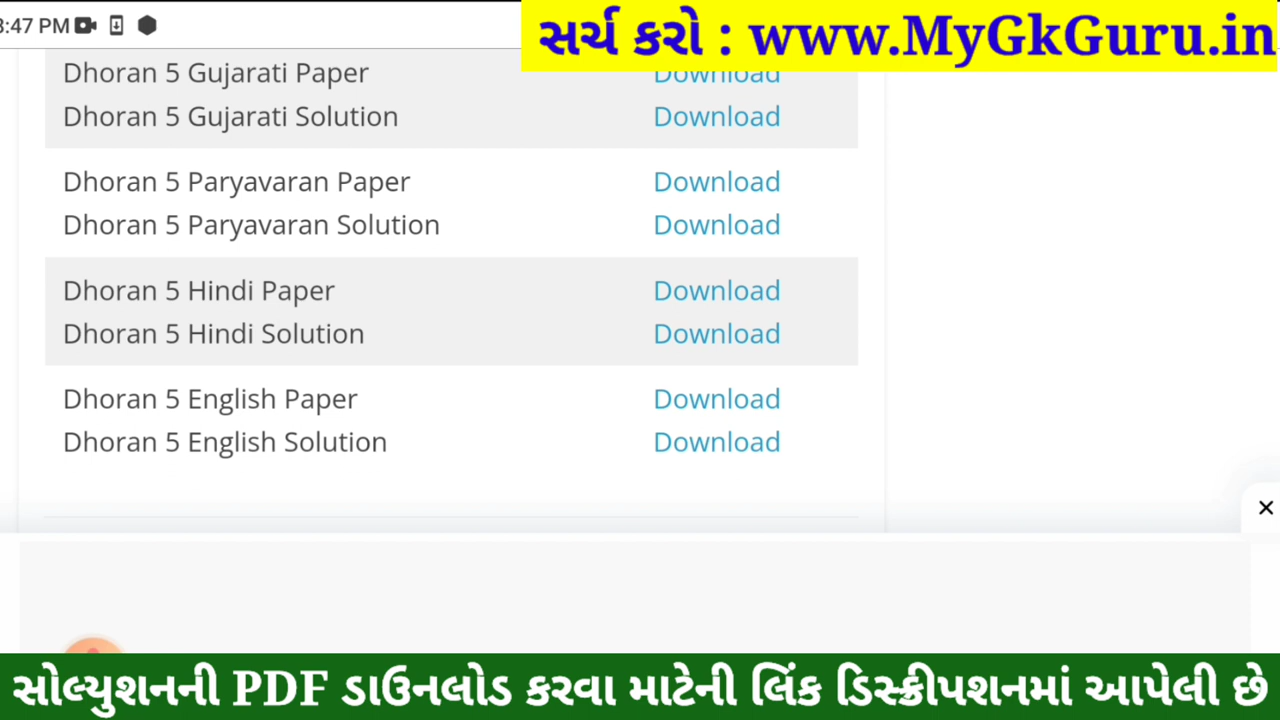 3:47 PM
સર્ચ કરો : www.MyGkGuru.in
Dhoran 5 Gujarati Paper Download
Dhoran 5 Gujarati Solution Download
Dhoran 5 Paryavaran Paper Download
Dhoran 5 Paryavaran Solution Download
Dhoran 5 Hindi Paper Download
Dhoran 5 Hindi Solution Download
Dhoran 5 English Paper Download
Dhoran 5 English Solution Download
સોલ્યુશનની PDF ડાઉનલોડ કરવા માટેની લિંક ડિસ્ક્રીપશનમાં આપેલી છે